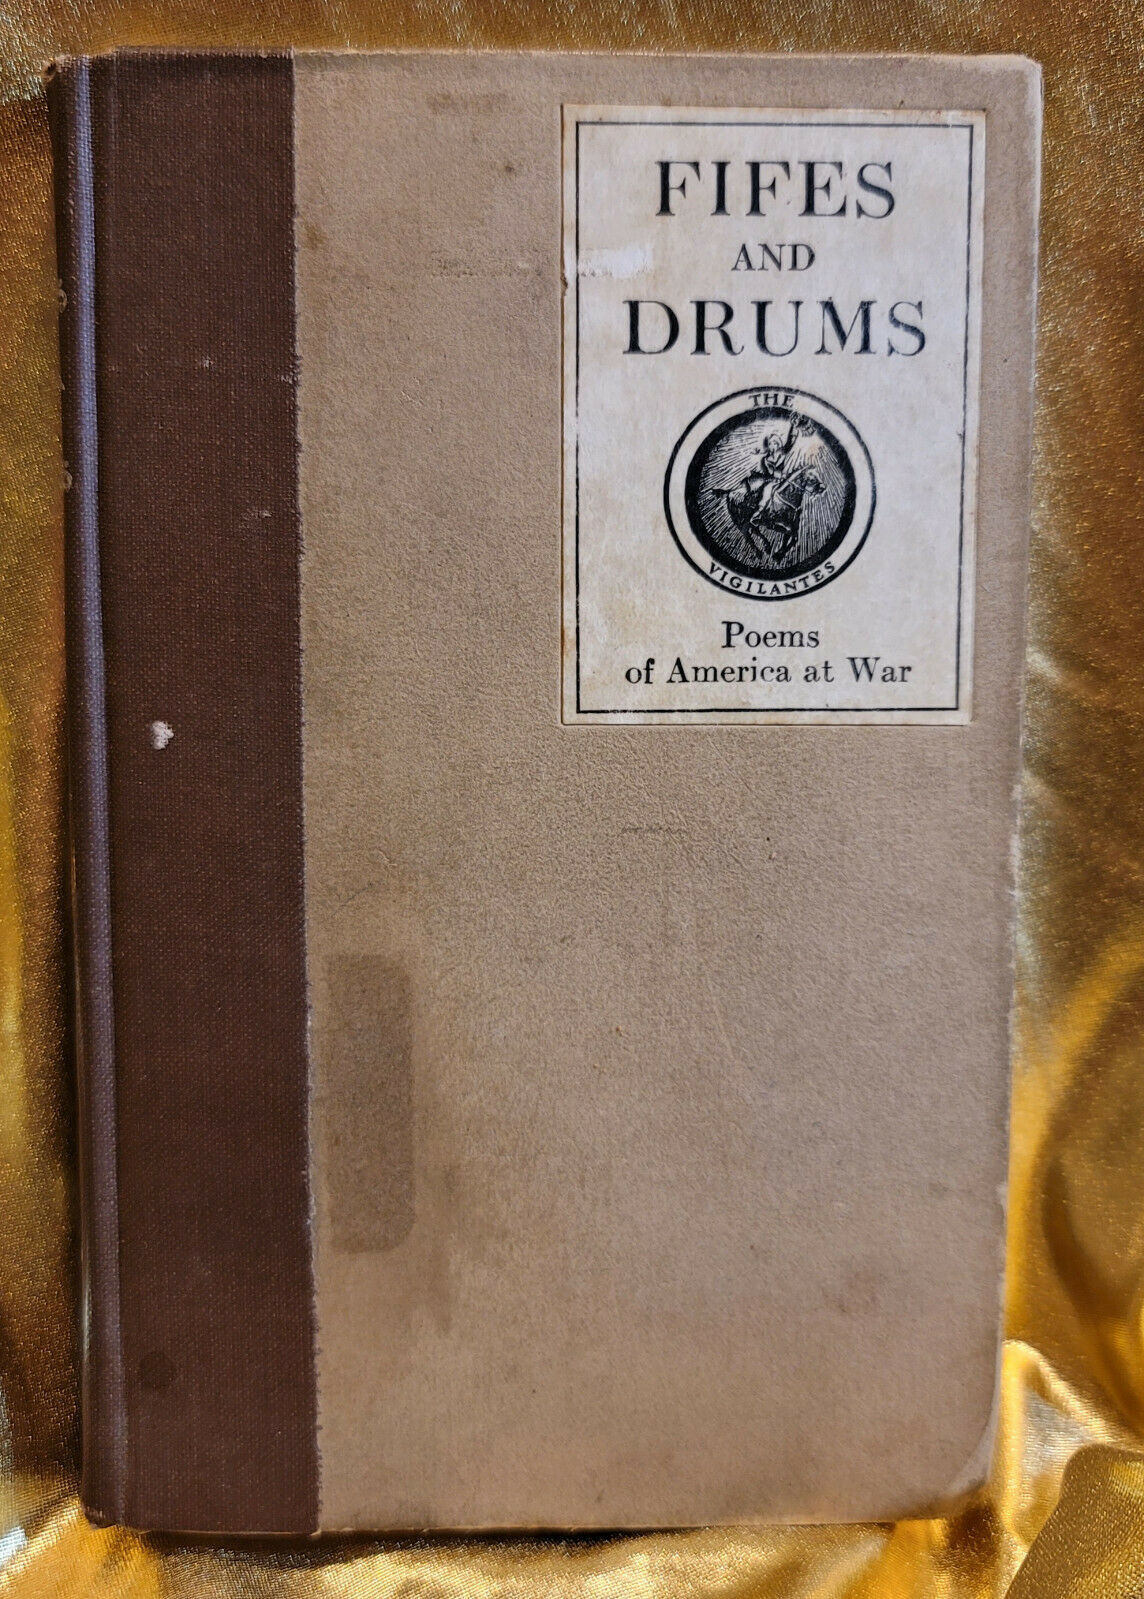 FIFES
AND
DRUMS
THE
VIGILANTES
Poems
of America at War